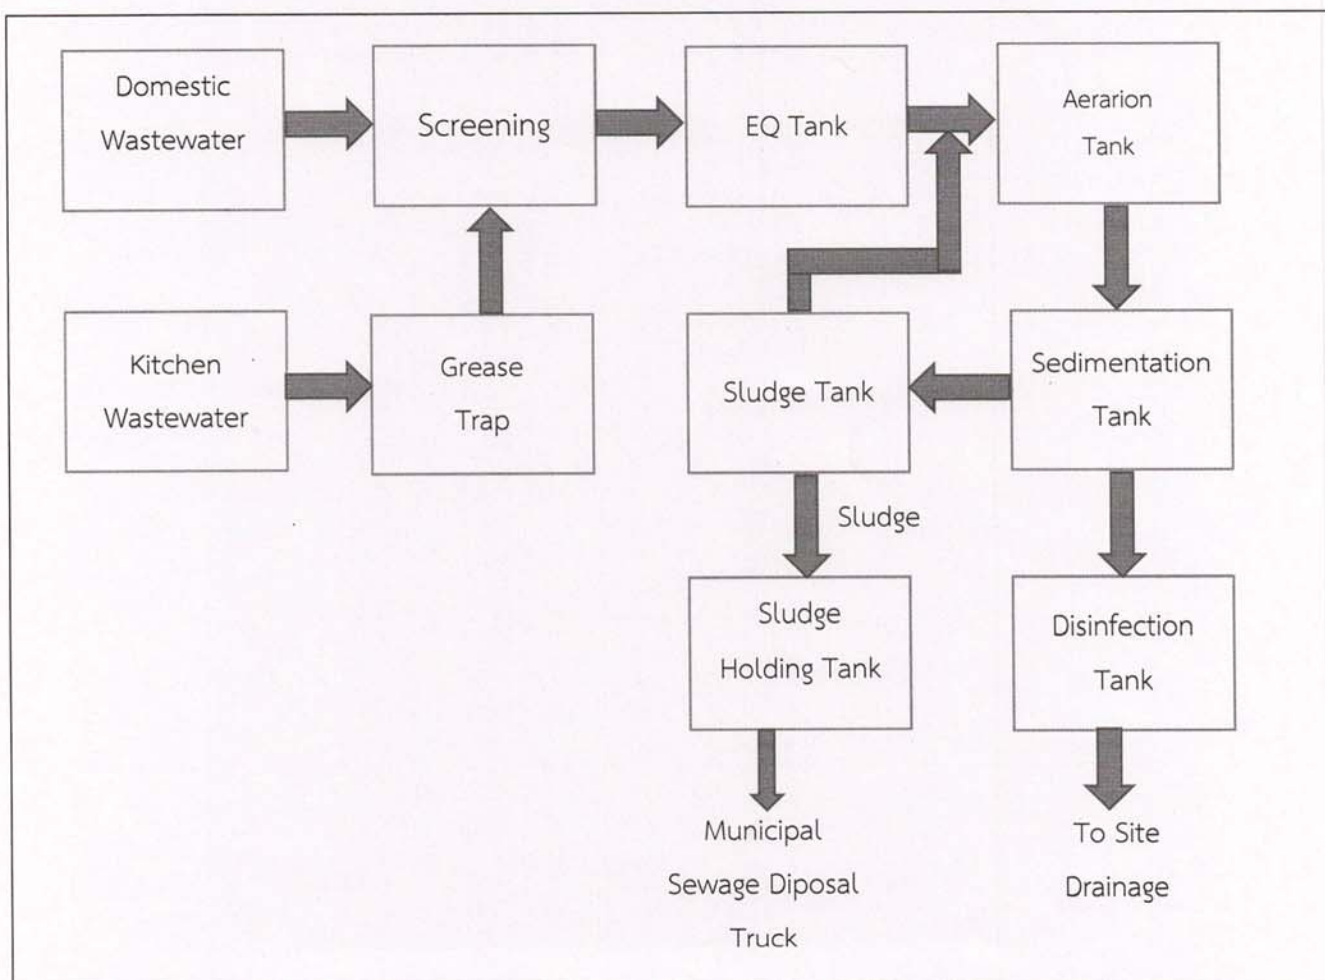 Domestic
Wastewater
Screening
EQ Tank
Aerarion
Tank
Kitchen
Wastewater
Grease
Trap
Sludge Tank
Sedimentation
Tank
Sludge
Sludge
Holding Tank
Disinfection
Tank
Municipal
Sewage Diposal
Truck
To Site
Drainage